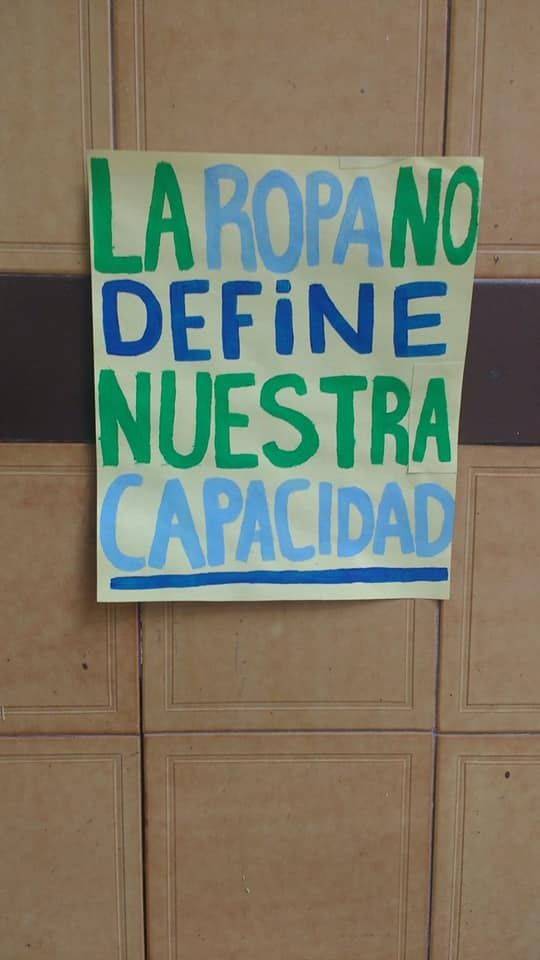 LA ROPA NO
DEFiNE
NUESTRA
CAPACIDAD